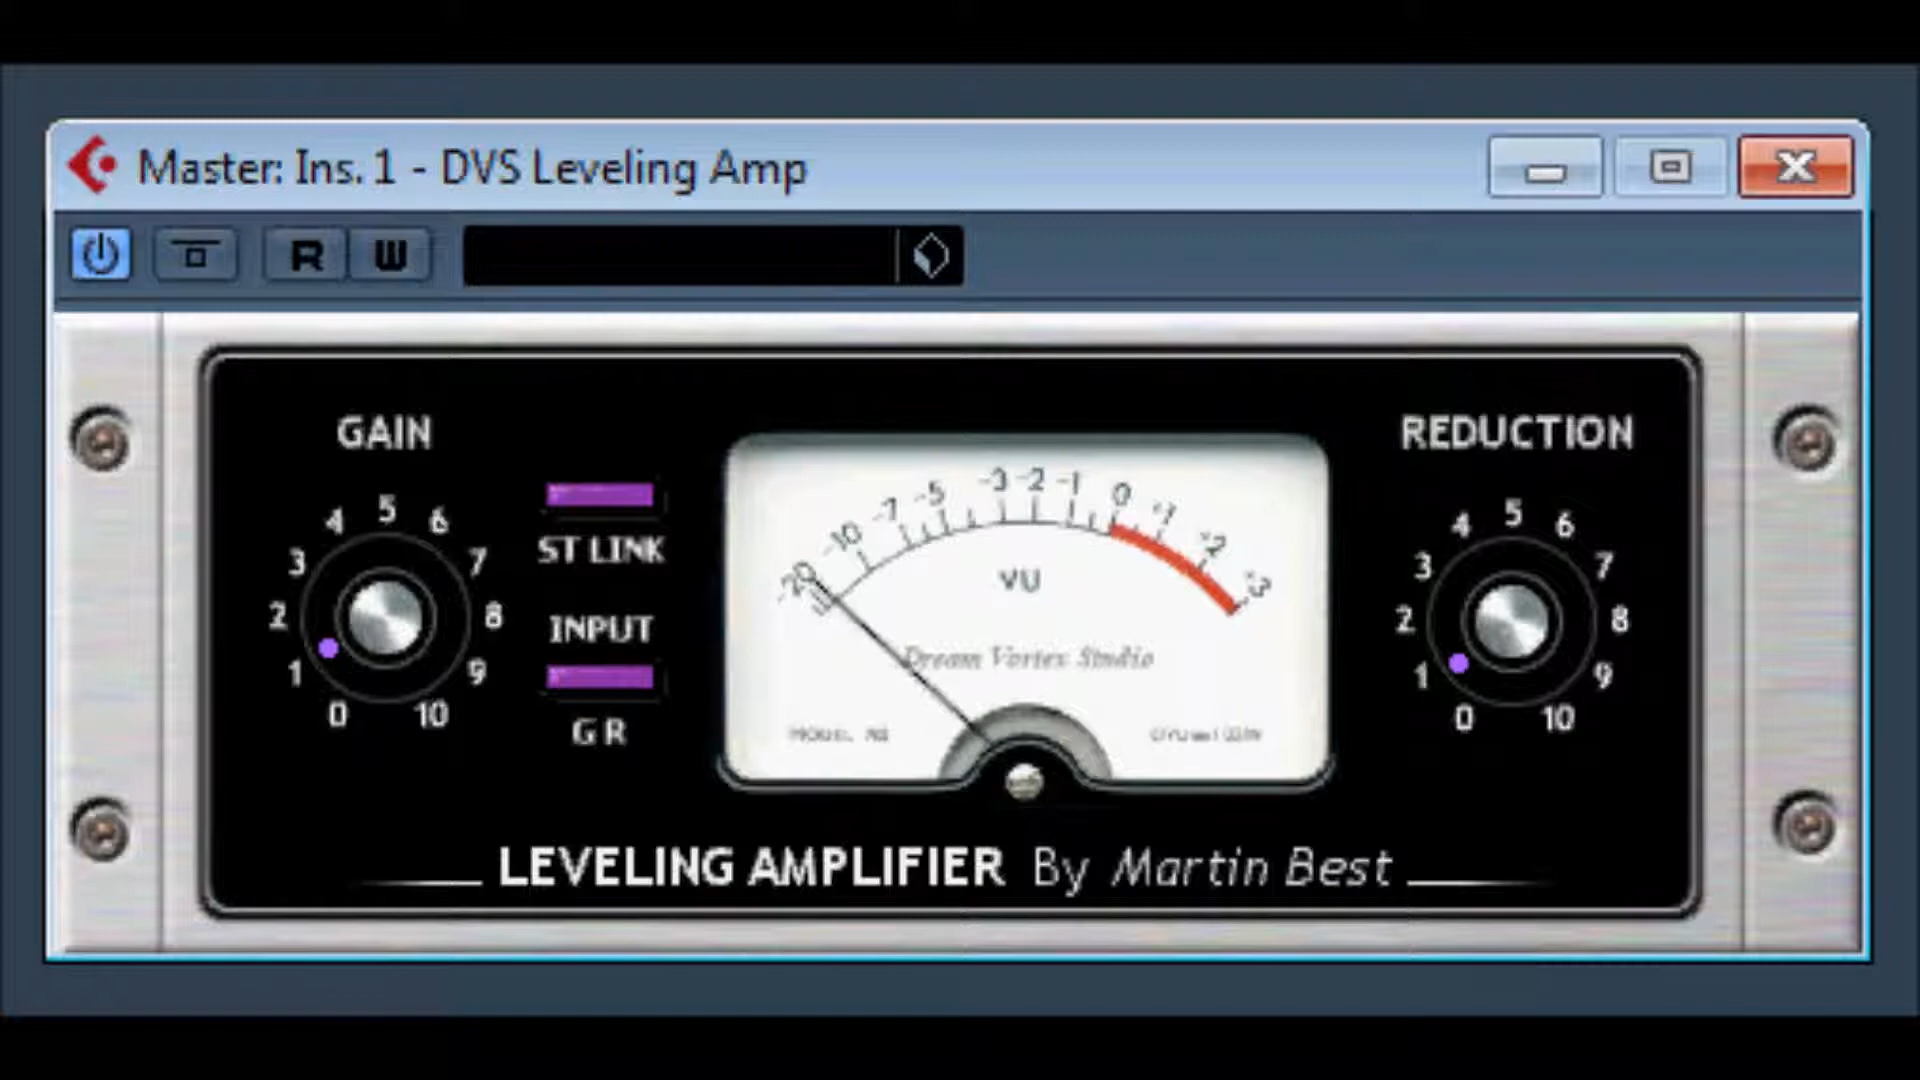 Master: Ins. 1 - DVS Leveling Amp
R W
GAIN
REDUCTION
0 1 2 3 4 5 6 7 8 9 10
ST LINK
INPUT
G R
-20 -10 -7 -5 -3 -2 -1 0 +1 +2 +3
VU
Dream Vortex Studio
0 1 2 3 4 5 6 7 8 9 10
LEVELING AMPLIFIER By Martin Best